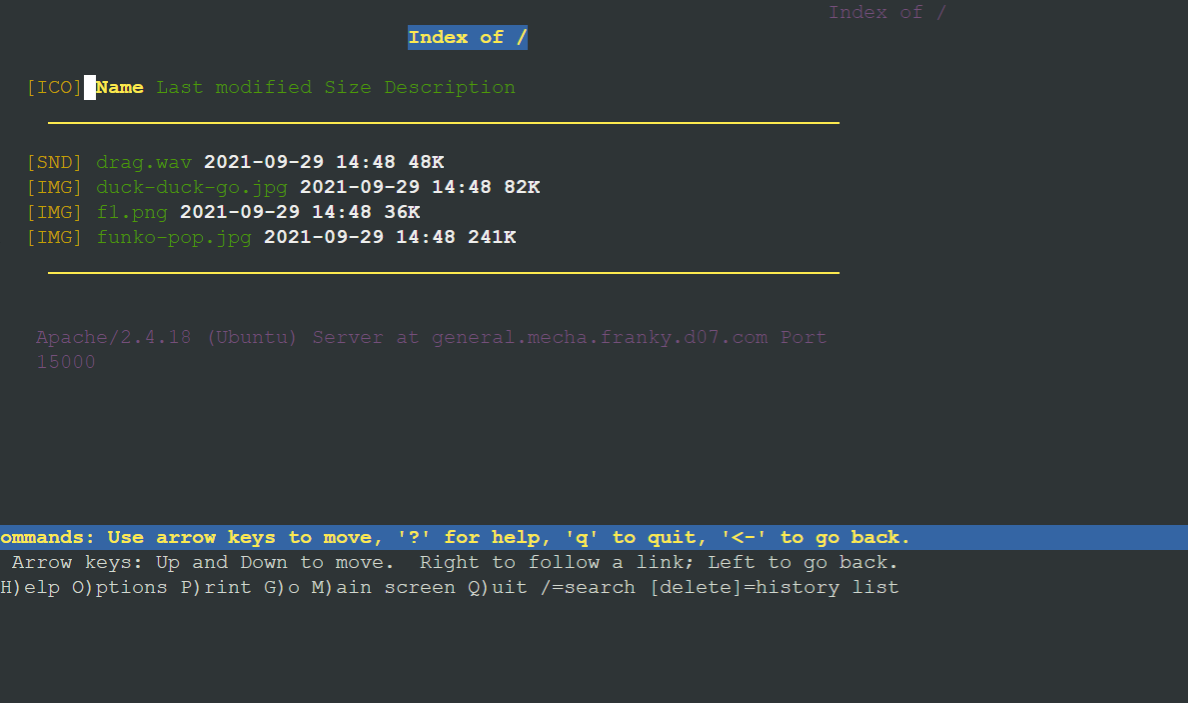 Index of /
Index of /
[ICO] Name Last modified Size Description
[SND] drag.wav 2021-09-29 14:48 48K
[IMG] duck-duck-go.jpg 2021-09-29 14:48 82K
[IMG] f1.png 2021-09-29 14:48 36K
[IMG] funko-pop.jpg 2021-09-29 14:48 241K
Apache/2.4.18 (Ubuntu) Server at general.mecha.franky.d07.com Port
15000
ommands: Use arrow keys to move, '?' for help, 'q' to quit, '<-' to go back.
Arrow keys: Up and Down to move. Right to follow a link; Left to go back.
H)elp O)ptions P)rint G)o M)ain screen Q)uit /=search [delete]=history list